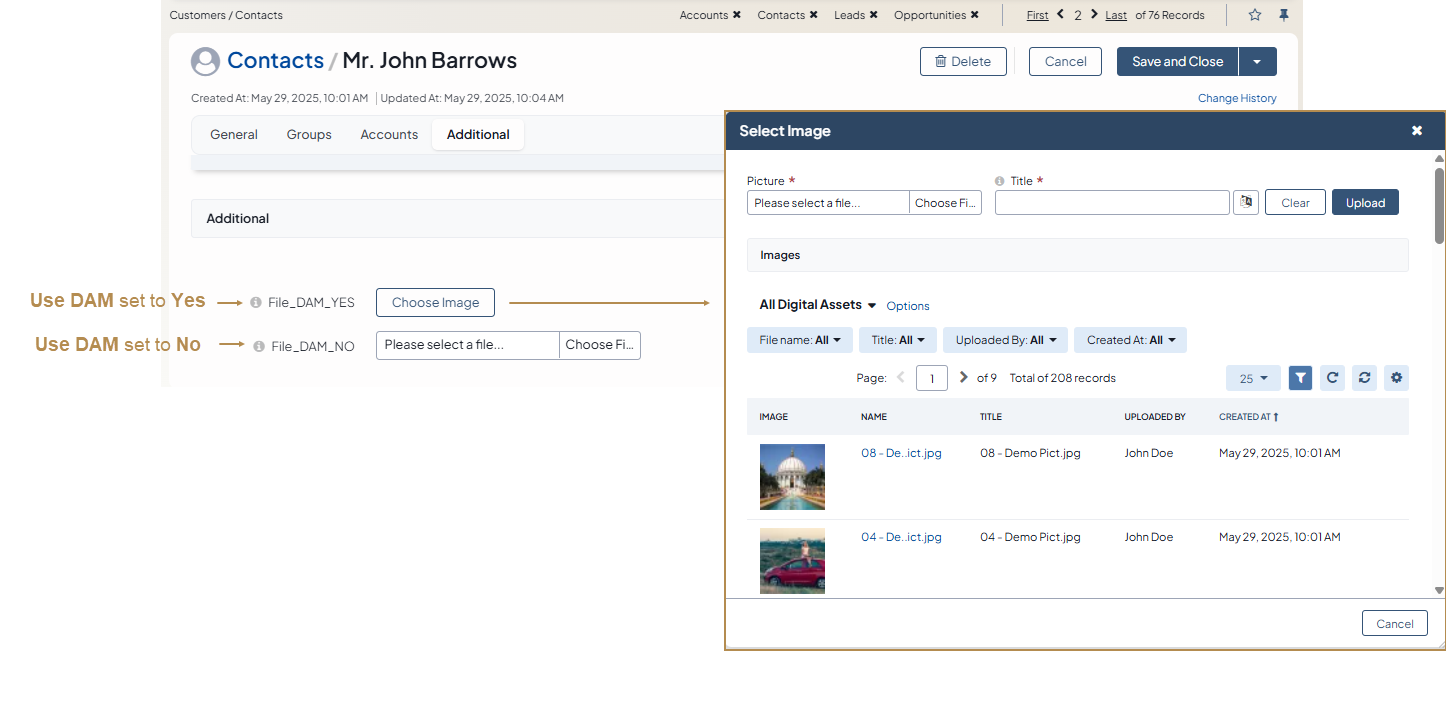 Customers / Contacts
Accounts ✖ Contacts ✖ Leads ✖ Opportunities ✖ First 2 Last of 76 Records
Contacts / Mr. John Barrows
Delete Cancel Save and Close
Created At: May 29, 2025, 10:01 AM | Updated At: May 29, 2025, 10:04 AM
Change History
General Groups Accounts Additional
Additional
Use DAM set to Yes
File_DAM_YES
Choose Image
Use DAM set to No
File_DAM_NO
Please select a file... Choose Fi...
Select Image
Picture *
Title *
Please select a file... Choose Fi...
Clear Upload
Images
All Digital Assets Options
File name: All Title: All Uploaded By: All Created At: All
Page: 1 of 9 Total of 208 records 25
IMAGE NAME TITLE UPLOADED BY CREATED AT
08 - De..ict.jpg 08 - Demo Pict.jpg John Doe May 29, 2025, 10:01 AM
04 - De..ict.jpg 04 - Demo Pict.jpg John Doe May 29, 2025, 10:01 AM
Cancel